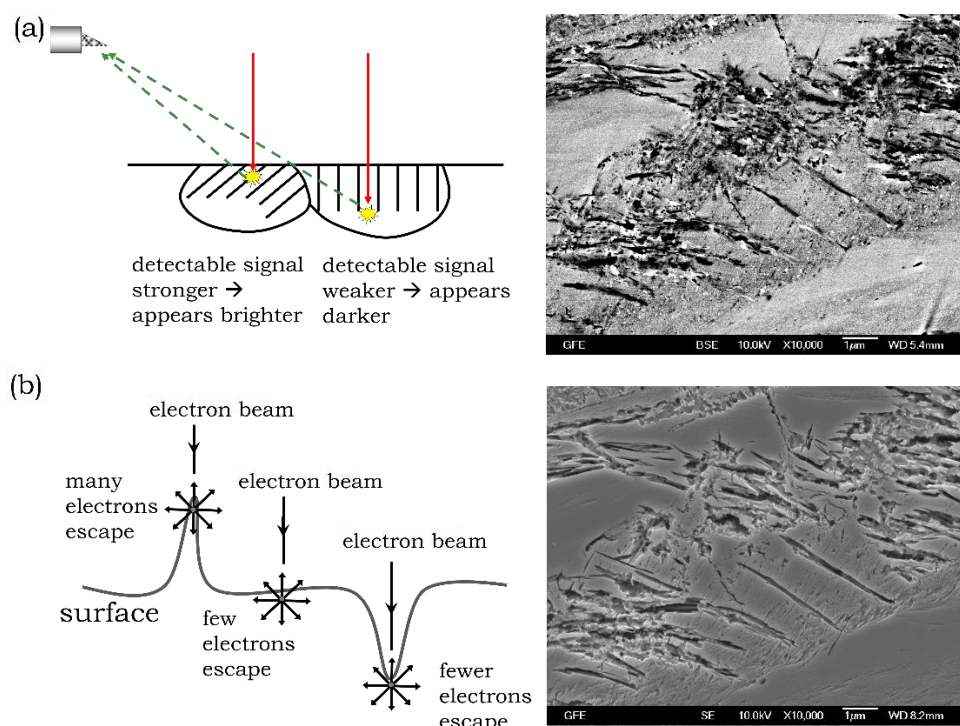 (a)
detectable signal
stronger →
appears brighter
detectable signal
weaker → appears
darker
GFE BSE 10.0kV X10,000 1µm WD 5.4mm
(b)
electron beam
many
electrons
escape
electron beam
electron beam
surface
few
electrons
escape
fewer
electrons
escape
GFE SE 10.0kV X10,000 1µm WD 8.2mm